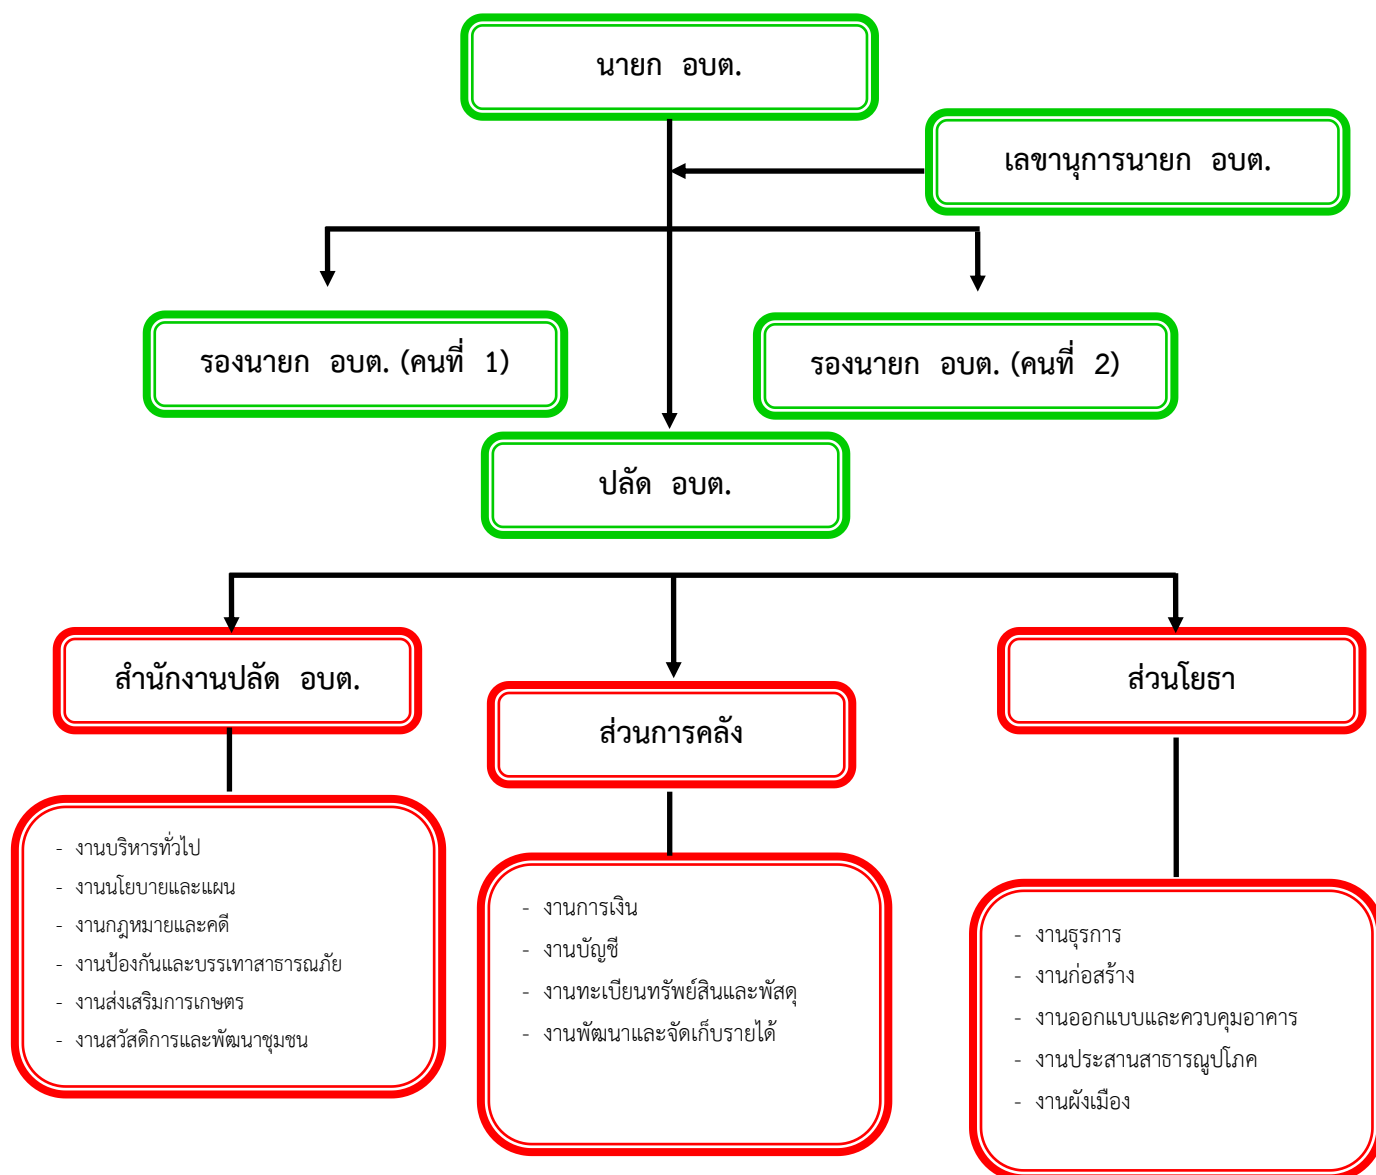 นายก อบต.
เลขานุการนายก อบต.
รองนายก อบต. (คนที่ 1)
รองนายก อบต. (คนที่ 2)
ปลัด อบต.
สำนักงานปลัด อบต.
ส่วนการคลัง
ส่วนโยธา
- งานบริหารทั่วไป
- งานนโยบายและแผน
- งานกฎหมายและคดี
- งานป้องกันและบรรเทาสาธารณภัย
- งานส่งเสริมการเกษตร
- งานสวัสดิการและพัฒนาชุมชน
- งานการเงิน
- งานบัญชี
- งานทะเบียนทรัพย์สินและพัสดุ
- งานพัฒนาและจัดเก็บรายได้
- งานธุรการ
- งานก่อสร้าง
- งานออกแบบและควบคุมอาคาร
- งานประสานสาธารณูปโภค
- งานผังเมือง